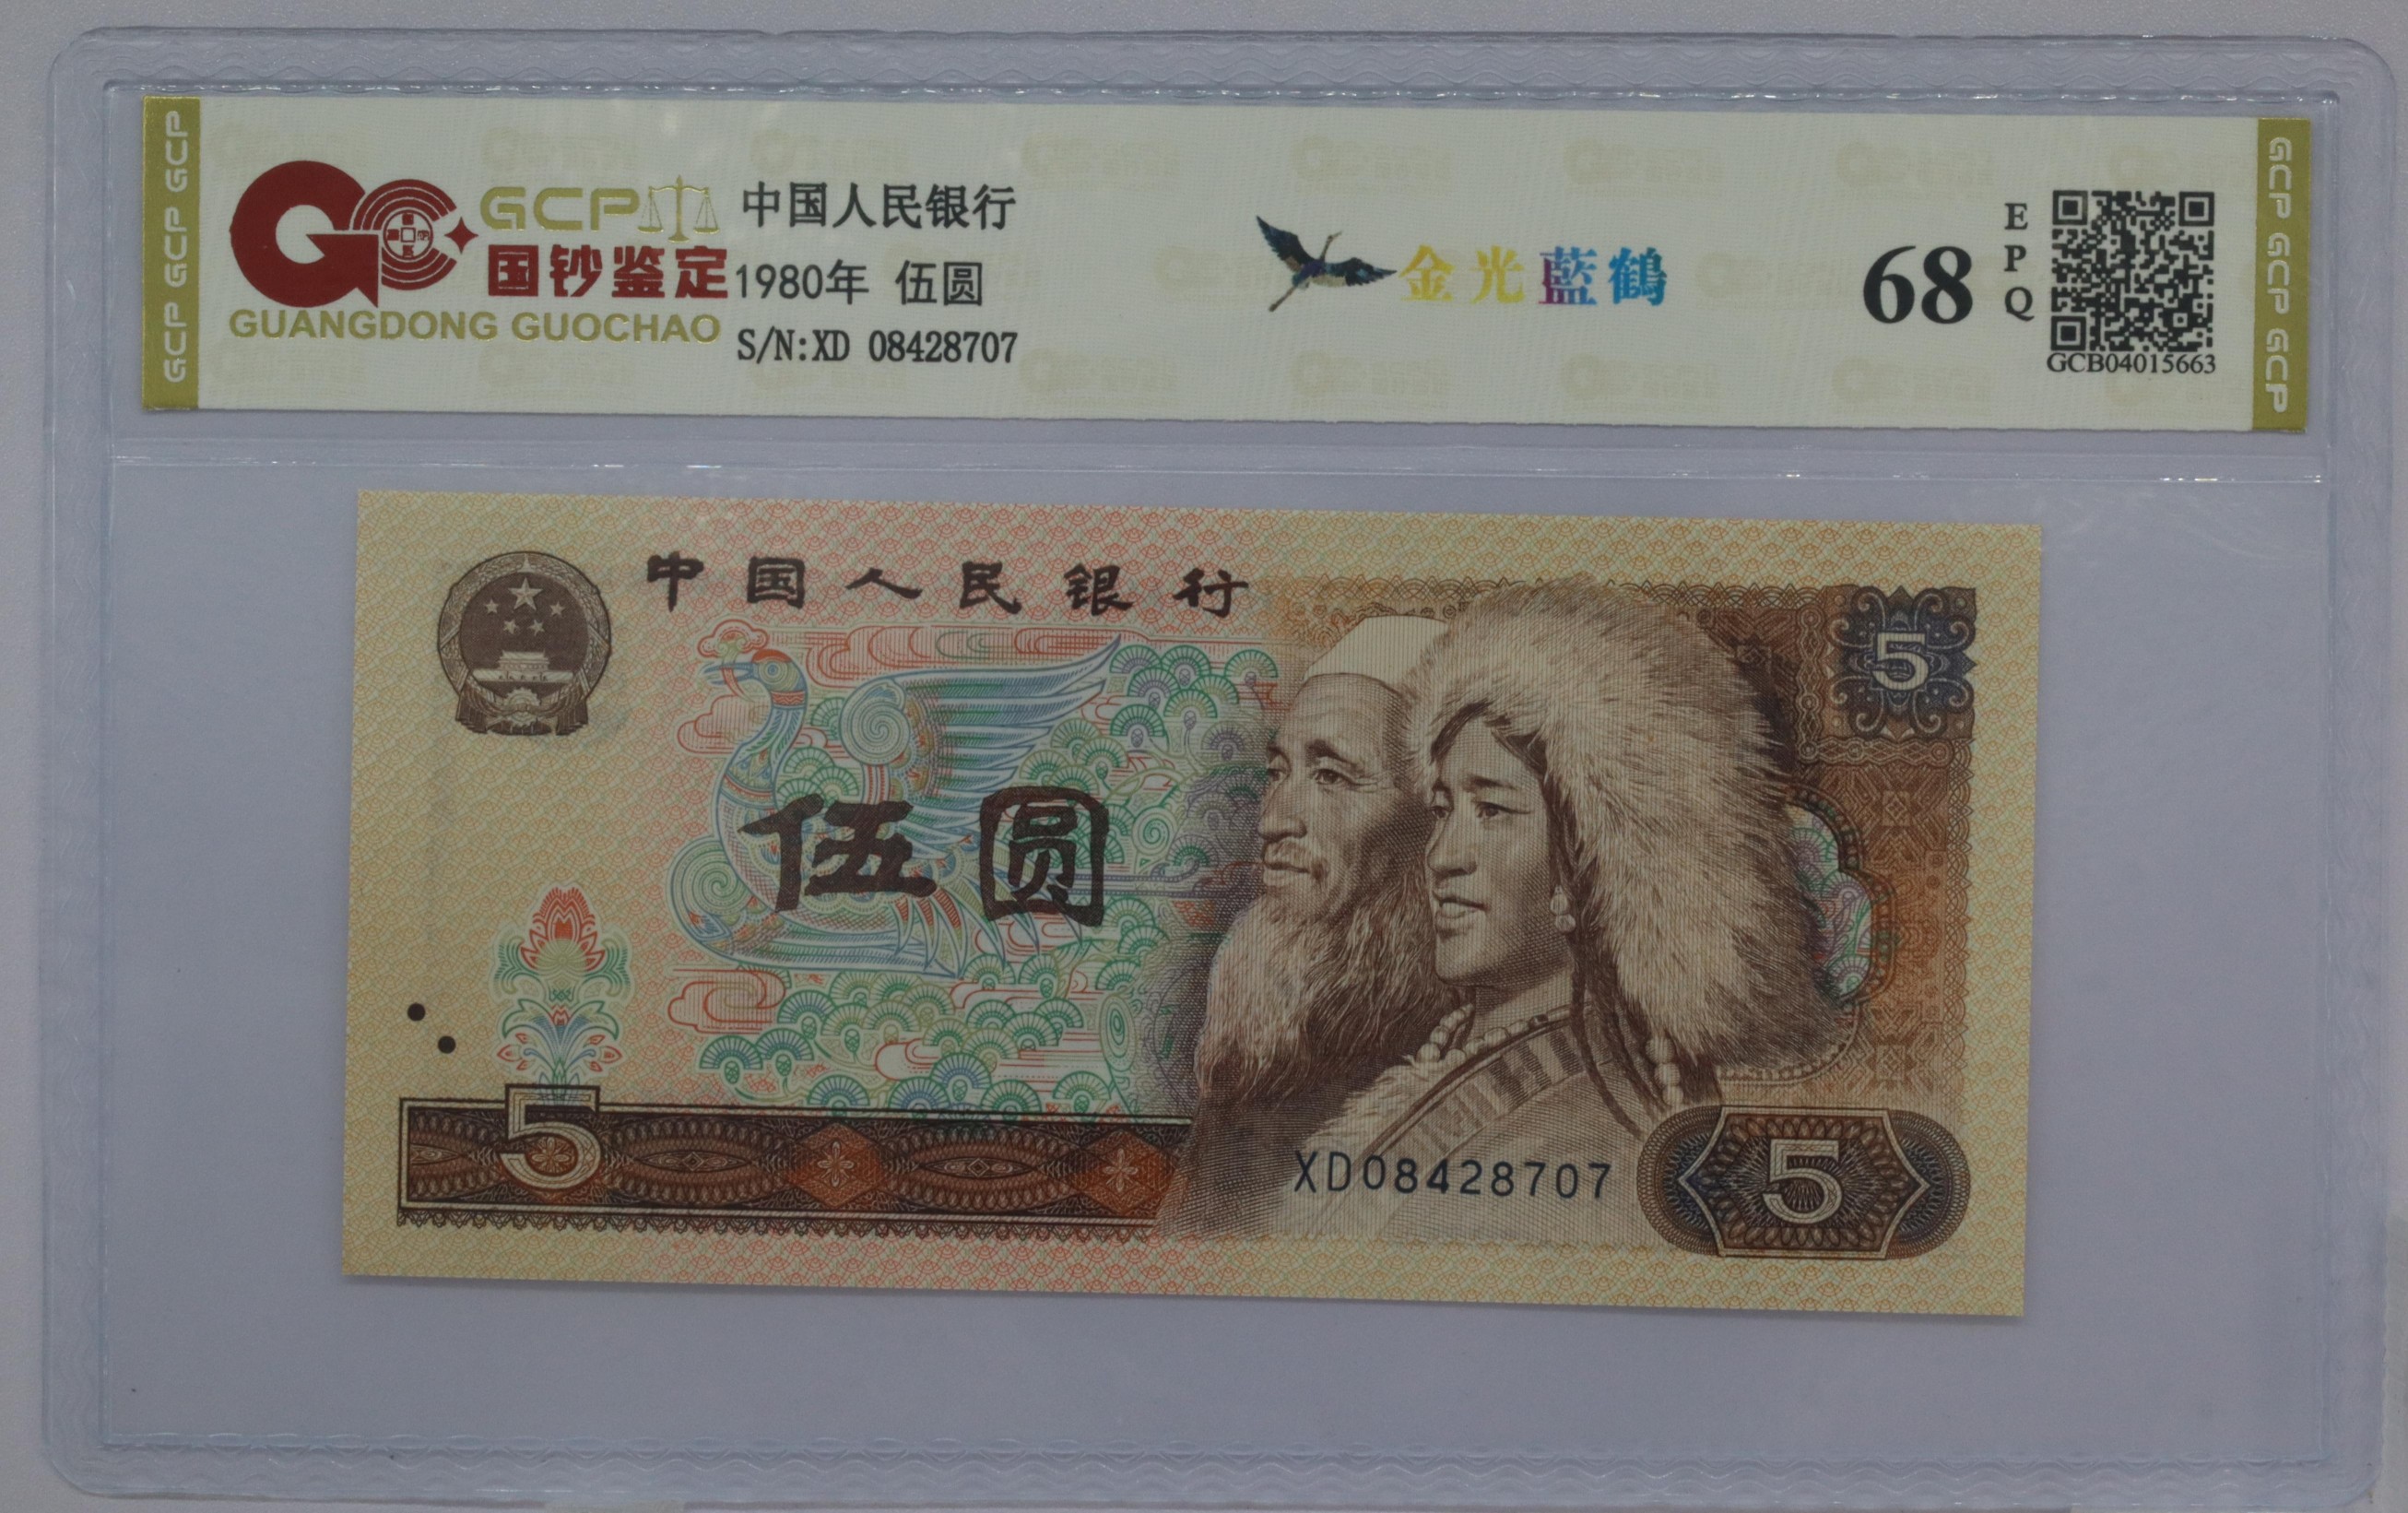 GCP GCP GCP
GCP
国钞鉴定
GUANGDONG GUOCHAO
中国人民银行
1980年 伍圆
S/N:XD 08428707
金光藍鶴
68
EPQ
GCB04015663
GCP GCP GCP
中国人民银行
5
伍圆
5
XD08428707
5